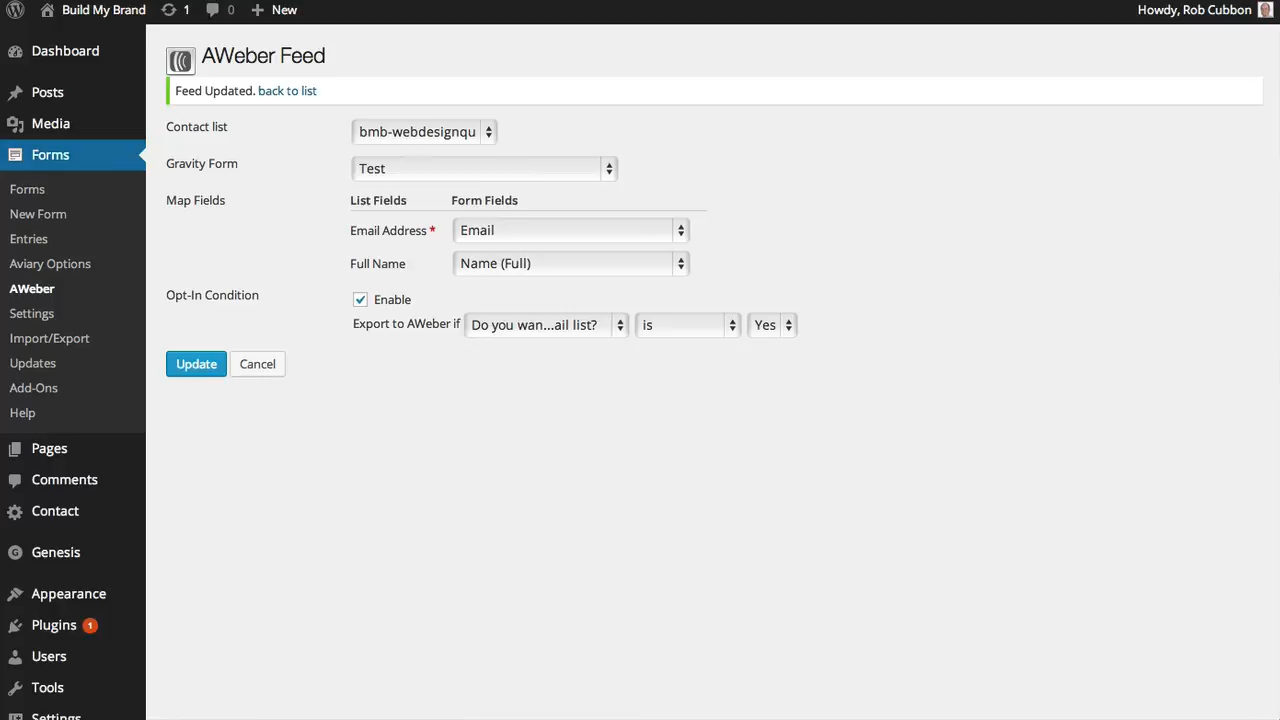 Build My Brand 1 0 New Howdy, Rob Cubbon
Dashboard
Posts
Media
Forms
Forms
New Form
Entries
Aviary Options
AWeber
Settings
Import/Export
Updates
Add-Ons
Help
Pages
Comments
Contact
Genesis
Appearance
Plugins 1
Users
Tools
Settings
AWeber Feed
Feed Updated. back to list
Contact list bmb-webdesignqu
Gravity Form Test
Map Fields List Fields Form Fields
Email Address * Email
Full Name Name (Full)
Opt-In Condition Enable
Export to AWeber if Do you wan...ail list? is Yes
Update Cancel